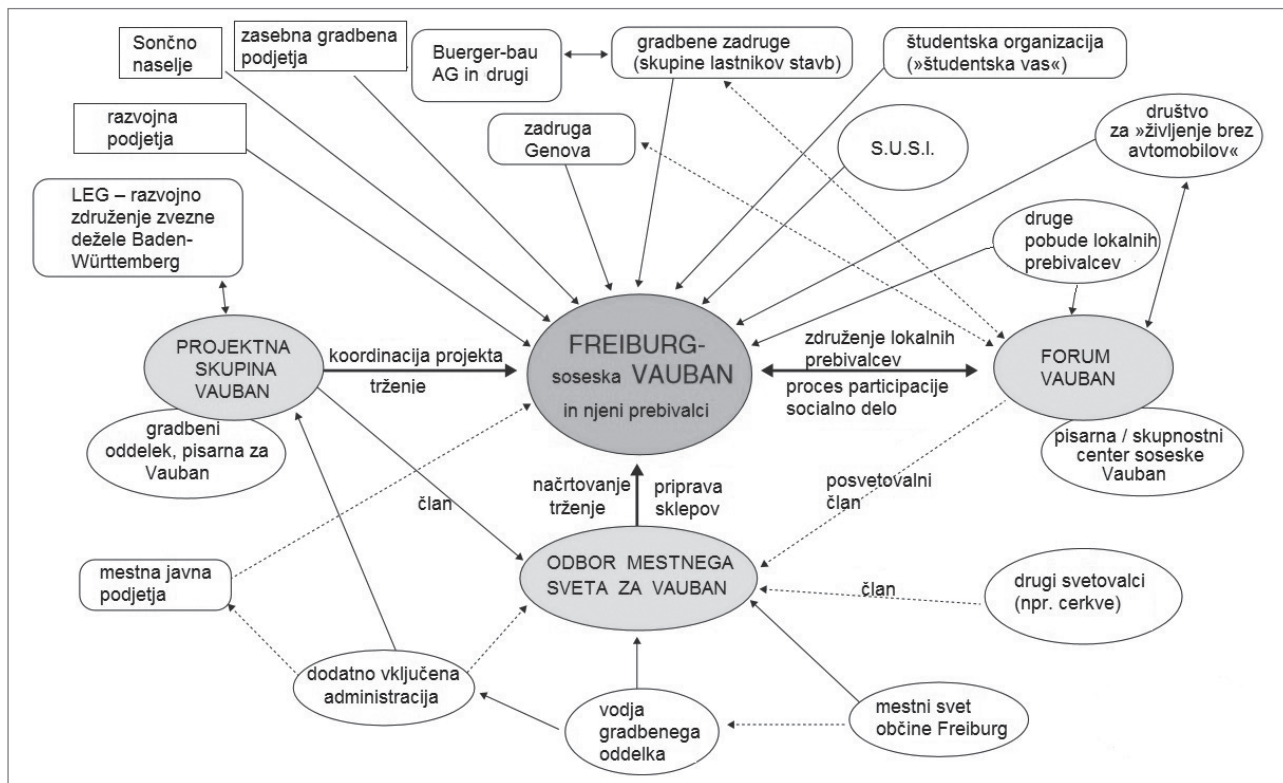 Sončno
naselje
zasebna gradbena
podjetja
Buerger-bau
AG in drugi
gradbene zadruge
(skupine lastnikov stavb)
študentska organizacija
(»študentska vas«)
razvojna
podjetja
zadruga
Genova
S.U.S.I.
društvo
za »življenje brez
avtomobilov«
LEG – razvojno
združenje zvezne
dežele Baden-
Württemberg
druge
pobude lokalnih
prebivalcev
PROJEKTNA
SKUPINA
VAUBAN
koordinacija projekta
trženje
FREIBURG-
soseska VAUBAN
in njeni prebivalci
združenje lokalnih
prebivalcev
proces participacije
socialno delo
FORUM
VAUBAN
gradbeni
oddelek, pisarna za
Vauban
pisarna / skupnostni
center soseske
Vauban
član
načrtovanje
trženje
priprava
sklepov
posvetovalni
član
mestna javna
podjetja
ODBOR MESTNEGA
SVETA ZA VAUBAN
član
drugi svetovalci
(npr. cerkve)
dodatno vključena
administracija
vodja
gradbenega
oddelka
mestni svet
občine Freiburg